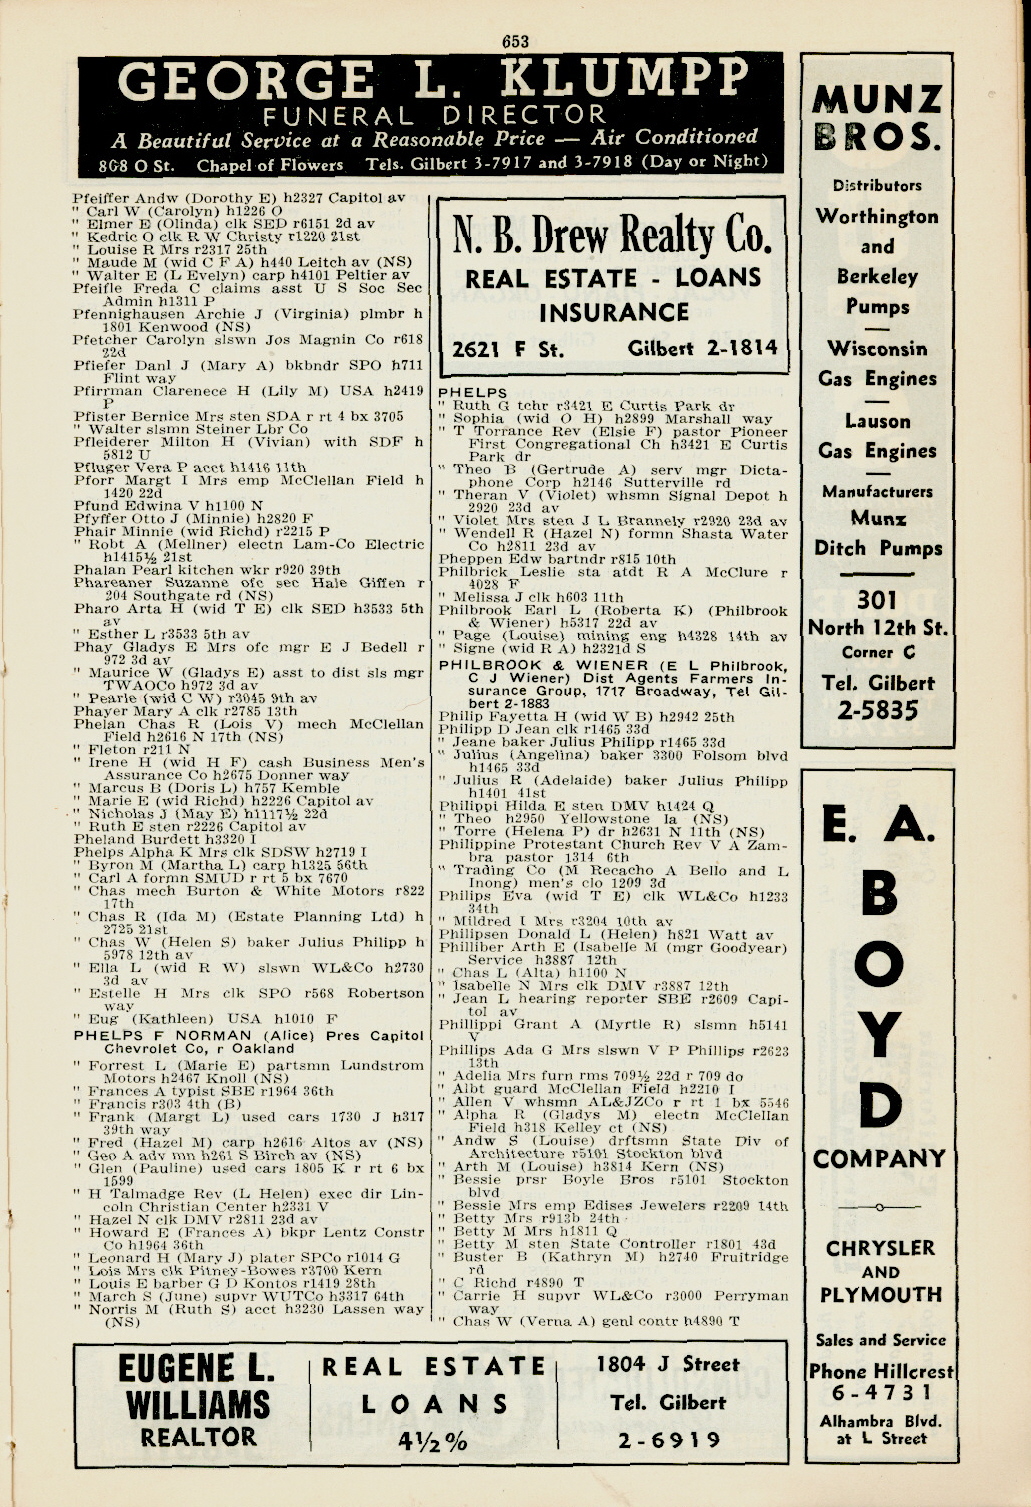 653
GEORGE L. KLUMPP
FUNERAL DIRECTOR
A Beautiful Service at a Reasonable Price — Air Conditioned
808 O St. Chapel of Flowers Tels. Gilbert 3-7917 and 3-7918 (Day or Night)
Pfeiffer Andw (Dorothy E) h2327 Capitol av
" Carl W (Carolyn) h1226 O
" Elmer E (Olinda) clk SED r6151 2d av
" Kedric O clk R W Christy r1220 21st
" Louise R Mrs r2317 25th
" Maude M (wid C F A) h440 Leitch av (NS)
" Walter E (L Evelyn) carp h4101 Peltier av
Pfeifle Freda C claims asst U S Soc Sec
Admin h1311 P
Pfennighausen Archie J (Virginia) plmbr h
1801 Kenwood (NS)
Pfetcher Carolyn slswn Jos Magnin Co r618
22d
Pfiefer Danl J (Mary A) bkbndr SPO h711
Flint way
Pfirrman Clarenece H (Lily M) USA h2419
P
Pfister Bernice Mrs sten SDA r rt 4 bx 3705
" Walter slsmn Steiner Lbr Co
Pfleiderer Milton H (Vivian) with SDF h
5812 U
Pfluger Vera P acct h1416 11th
Pforr Margt I Mrs emp McClellan Field h
1420 22d
Pfund Edwina V h1100 N
Pfyffer Otto J (Minnie) h2820 F
Phair Minnie (wid Richd) r2215 P
" Robt A (Mellner) electn Lam-Co Electric
h1415½ 21st
Phalan Pearl kitchen wkr r920 39th
Phareaner Suzanne ofc sec Hale Giffen r
204 Southgate rd (NS)
Pharo Arta H (wid T E) clk SED h3533 5th
av
" Esther L r3533 5th av
Phay Gladys E Mrs ofc mgr E J Bedell r
972 3d av
" Maurice W (Gladys E) asst to dist sls mgr
TWAOCo h972 3d av
" Pearle (wid C W) r3045 9th av
Phayer Mary A clk r2785 13th
Phelan Chas R (Lois V) mech McClellan
Field h2616 N 17th (NS)
" Fleton r211 N
" Irene H (wid H F) cash Business Men's
Assurance Co h2675 Donner way
" Marcus B (Doris L) h757 Kemble
" Marie E (wid Richd) h2226 Capitol av
" Nicholas J (May E) h1117½ 22d
" Ruth E sten r2226 Capitol av
Pheland Burdett h3320 I
Phelps Alpha K Mrs clk SDSW h2719 I
" Byron M (Martha L) carp h1325 56th
" Carl A formn SMUD r rt 5 bx 7670
" Chas mech Burton & White Motors r822
17th
" Chas R (Ida M) (Estate Planning Ltd) h
2725 21st
" Chas W (Helen S) baker Julius Philipp h
5978 12th av
" Ella L (wid R W) slswn WL&Co h2730
3d av
" Estelle H Mrs clk SPO r568 Robertson
way
" Eug (Kathleen) USA h1010 F
PHELPS F NORMAN (Alice) Pres Capitol
Chevrolet Co, r Oakland
" Forrest L (Marie E) partsmn Lundstrom
Motors h2467 Knoll (NS)
" Frances A typist SBE r1964 36th
" Francis r303 4th (B)
" Frank (Margt L) used cars 1730 J h317
39th way
" Fred (Hazel M) carp h2616 Altos av (NS)
" Geo A adv mn h261 S Birch av (NS)
" Glen (Pauline) used cars 1805 K r rt 6 bx
1599
" H Talmadge Rev (L Helen) exec dir Lin-
coln Christian Center h2331 V
" Hazel N clk DMV r2811 23d av
" Howard E (Frances A) bkpr Lentz Constr
Co h1964 36th
" Leonard H (Mary J) plater SPCo r1014 G
" Lois Mrs clk Pitney-Bowes r3700 Kern
" Louis E barber G D Kontos r1419 28th
" March S (June) supvr WUTCo h3317 64th
" Norris M (Ruth S) acct h3230 Lassen way
(NS)
N. B. Drew Realty Co.
REAL ESTATE - LOANS
INSURANCE
2621 F St. Gilbert 2-1814
PHELPS
" Ruth G tchr r3421 E Curtis Park dr
" Sophia (wid O H) h2899 Marshall way
" T Torrance Rev (Elsie F) pastor Pioneer
First Congregational Ch h3421 E Curtis
Park dr
" Theo B (Gertrude A) serv mgr Dicta-
phone Corp h2146 Sutterville rd
" Theran V (Violet) whsmn Signal Depot h
2920 23d av
" Violet Mrs sten J L Brannely r2920 23d av
" Wendell R (Hazel N) formn Shasta Water
Co h2811 23d av
Pheppen Edw bartndr r815 10th
Philbrick Leslie sta atdt R A McClure r
4028 F
" Melissa J clk h603 11th
Philbrook Earl L (Roberta K) (Philbrook
& Wiener) h5317 22d av
" Page (Louise) mining eng h4328 14th av
" Signe (wid R A) h2321d S
PHILBROOK & WIENER (E L Philbrook,
C J Wiener) Dist Agents Farmers In-
surance Group, 1717 Broadway, Tel Gil-
bert 2-1883
Philip Fayetta H (wid W B) h2942 25th
Philipp D Jean clk r1465 33d
" Jeane baker Julius Philipp r1465 33d
" Julius (Angelina) baker 3300 Folsom blvd
h1465 33d
" Julius R (Adelaide) baker Julius Philipp
h1401 41st
Philippi Hilda E sten DMV h1424 Q
" Theo h2950 Yellowstone la (NS)
" Torre (Helena P) dr h2631 N 11th (NS)
Philippine Protestant Church Rev V A Zam-
bra pastor 1314 6th
" Trading Co (M Recacho A Bello and L
Inong) men's clo 1209 3d
Philips Eva (wid T E) clk WL&Co h1233
34th
" Mildred I Mrs r3204 10th av
Philipsen Donald L (Helen) h821 Watt av
Philliber Arth E (Isabelle M (mgr Goodyear)
Service h3887 12th
" Chas L (Alta) h1100 N
" Isabelle N Mrs clk DMV r3887 12th
" Jean L hearing reporter SBE r2609 Capi-
tol av
Phillippi Grant A (Myrtle R) slsmn h5141
V
Phillips Ada G Mrs slswn V P Phillips r2623
13th
" Adelia Mrs furn rms 709½ 22d r 709 do
" Albt guard McClellan Field h2210 I
" Allen V whsmn AL&JZCo r rt 1 bx 5546
" Alpha R (Gladys M) electn McClellan
Field h318 Kelley ct (NS)
" Andw S (Louise) drftsmn State Div of
Architecture r5101 Stockton blvd
" Arth M (Louise) h3814 Kern (NS)
" Bessie prsr Boyle Bros r5101 Stockton
blvd
" Bessie Mrs emp Edises Jewelers r2209 14th
" Betty Mrs r913b 24th
" Betty M Mrs h1811 Q
" Betty M sten State Controller r1801 43d
" Buster B (Kathryn M) h2740 Fruitridge
rd
" C Richd r4890 T
" Carrie H supvr WL&Co r3000 Perryman
way
" Chas W (Verna A) genl contr h4890 T
MUNZ
BROS.
Distributors
Worthington
and
Berkeley
Pumps
Wisconsin
Gas Engines
Lauson
Gas Engines
Manufacturers
Munz
Ditch Pumps
301
North 12th St.
Corner C
Tel. Gilbert
2-5835
E. A.
B
O
Y
D
COMPANY
CHRYSLER
AND
PLYMOUTH
Sales and Service
Phone Hillcrest
6-4731
Alhambra Blvd.
at L Street
EUGENE L.
WILLIAMS
REALTOR
REAL ESTATE
LOANS
4½%
1804 J Street
Tel. Gilbert
2-6919